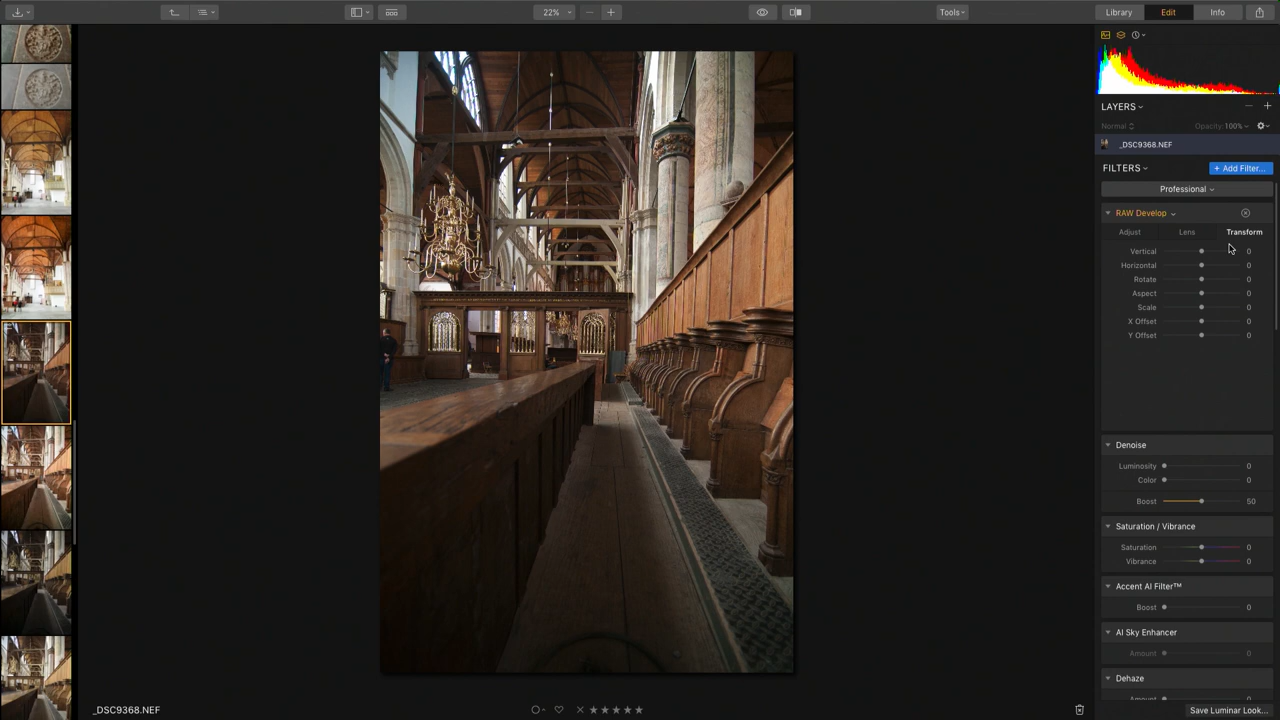 22%
Tools
Library Edit Info
LAYERS
Normal Opacity: 100%
_DSC9368.NEF
FILTERS + Add Filter...
Professional
RAW Develop
Adjust Lens Transform
Vertical 0
Horizontal 0
Rotate 0
Aspect 0
Scale 0
X Offset 0
Y Offset 0
Denoise
Luminosity 0
Color 0
Boost 50
Saturation / Vibrance
Saturation 0
Vibrance 0
Accent AI Filter™
Boost 0
AI Sky Enhancer
Amount 0
Dehaze
Amount 0
_DSC9368.NEF
Save Luminar Look...